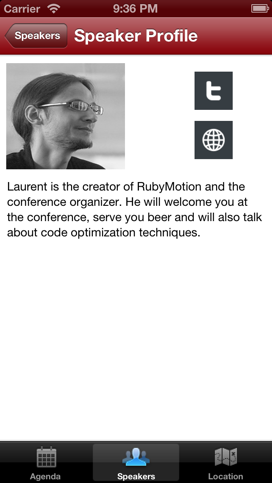 Carrier 9:36 PM
Speakers Speaker Profile
Laurent is the creator of RubyMotion and the
conference organizer. He will welcome you at
the conference, serve you beer and will also talk
about code optimization techniques.
Agenda Speakers Location